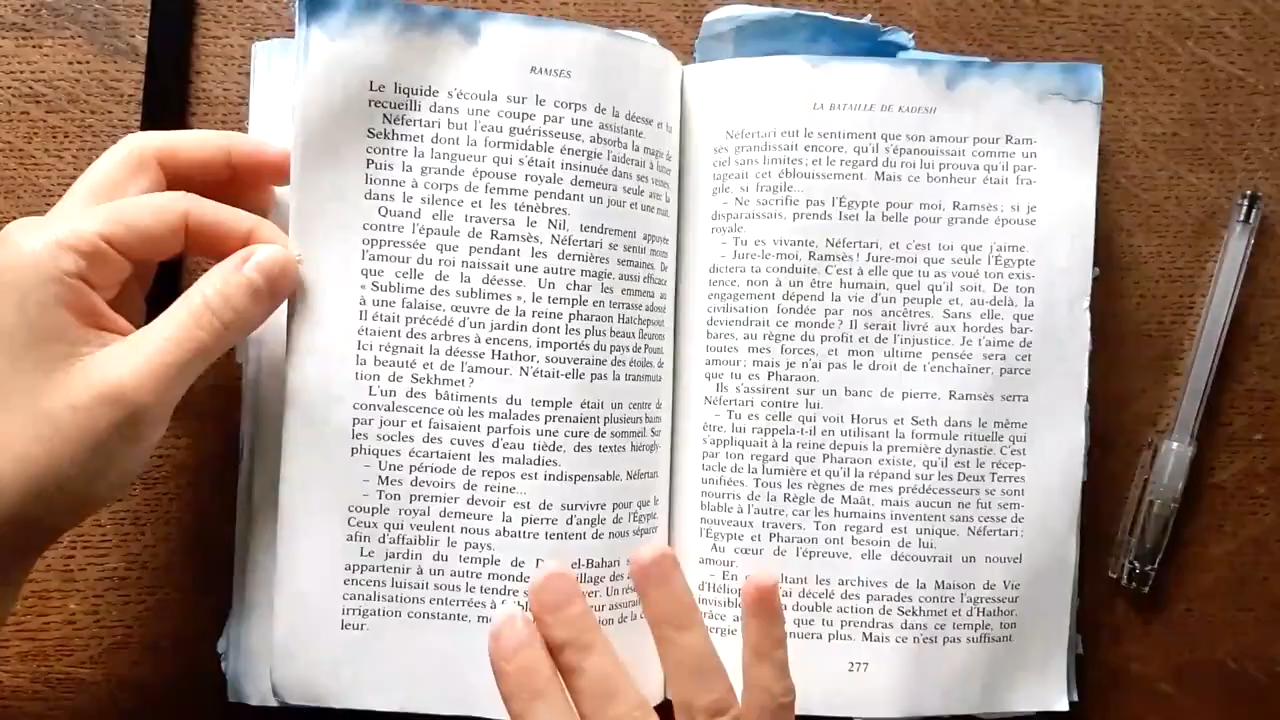 RAMSÈS
Le liquide s'écoula sur le corps de la déesse et fut
recueilli dans une coupe par une assistante.
Néfertari but l'eau guérisseuse, absorba la magie de
Sekhmet dont la formidable énergie l'aiderait à lutter
contre la langueur qui s'était insinuée dans ses veines.
Puis la grande épouse royale demeura seule avec la
lionne à corps de femme pendant un jour et une nuit,
dans le silence et les ténèbres.
Quand elle traversa le Nil, tendrement appuyée
contre l'épaule de Ramsès, Néfertari se sentit moins
oppressée que pendant les dernières semaines. De
l'amour du roi naissait une autre magie, aussi efficace
que celle de la déesse. Un char les emmena au
« Sublime des sublimes », le temple en terrasse adossé
à une falaise, œuvre de la reine pharaon Hatchepsout.
Il était précédé d'un jardin dont les plus beaux fleurons
étaient des arbres à encens, importés du pays de Pount.
Ici régnait la déesse Hathor, souveraine des étoiles, de
la beauté et de l'amour. N'était-elle pas la transmuta-
tion de Sekhmet ?
L'un des bâtiments du temple était un centre de
convalescence où les malades prenaient plusieurs bains
par jour et faisaient parfois une cure de sommeil. Sur
les socles des cuves d'eau tiède, des textes hiérogly-
phiques écartaient les maladies.
– Une période de repos est indispensable, Néfertari.
– Mes devoirs de reine...
– Ton premier devoir est de survivre pour que le
couple royal demeure la pierre d'angle de l'Égypte.
Ceux qui veulent nous abattre tentent de nous séparer
afin d'affaiblir le pays.
Le jardin du temple de el-Bahari
appartenir à un autre monde des
encens luisait sous le tendre
canalisations enterrées à assurait
irrigation constante, de la
leur.
LA BATAILLE DE KADESH
Néfertari eut le sentiment que son amour pour Ram-
sès grandissait encore, qu'il s'épanouissait comme un
ciel sans limites ; et le regard du roi lui prouva qu'il par-
tageait cet éblouissement. Mais ce bonheur était fra-
gile, si fragile...
– Ne sacrifie pas l'Égypte pour moi, Ramsès ; si je
disparaissais, prends Iset la belle pour grande épouse
royale.
– Tu es vivante, Néfertari, et c'est toi que j'aime.
– Jure-le-moi, Ramsès ! Jure-moi que seule l'Égypte
dictera ta conduite. C'est à elle que tu as voué ton exis-
tence, non à un être humain, quel qu'il soit. De ton
engagement dépend la vie d'un peuple et, au-delà, la
civilisation fondée par nos ancêtres. Sans elle, que
deviendrait ce monde ? Il serait livré aux hordes bar-
bares, au règne du profit et de l'injustice. Je t'aime de
toutes mes forces, et mon ultime pensée sera cet
amour ; mais je n'ai pas le droit de t'enchaîner, parce
que tu es Pharaon.
Ils s'assirent sur un banc de pierre, Ramsès serra
Néfertari contre lui.
– Tu es celle qui voit Horus et Seth dans le même
être, lui rappela-t-il en utilisant la formule rituelle qui
s'appliquait à la reine depuis la première dynastie. C'est
par ton regard que Pharaon existe, qu'il est le récep-
tacle de la lumière et qu'il la répand sur les Deux Terres
unifiées. Tous les règnes de mes prédécesseurs se sont
nourris de la Règle de Maât, mais aucun ne fut sem-
blable à l'autre, car les humains inventent sans cesse de
nouveaux travers. Ton regard est unique, Néfertari ;
l'Égypte et Pharaon ont besoin de lui.
Au cœur de l'épreuve, elle découvrait un nouvel
amour.
– En les archives de la Maison de Vie
d'Héliopolis, j'ai décelé des parades contre l'agresseur
invisible. double action de Sekhmet et d'Hathor,
que tu prendras dans ce temple, ton
plus. Mais ce n'est pas suffisant
277